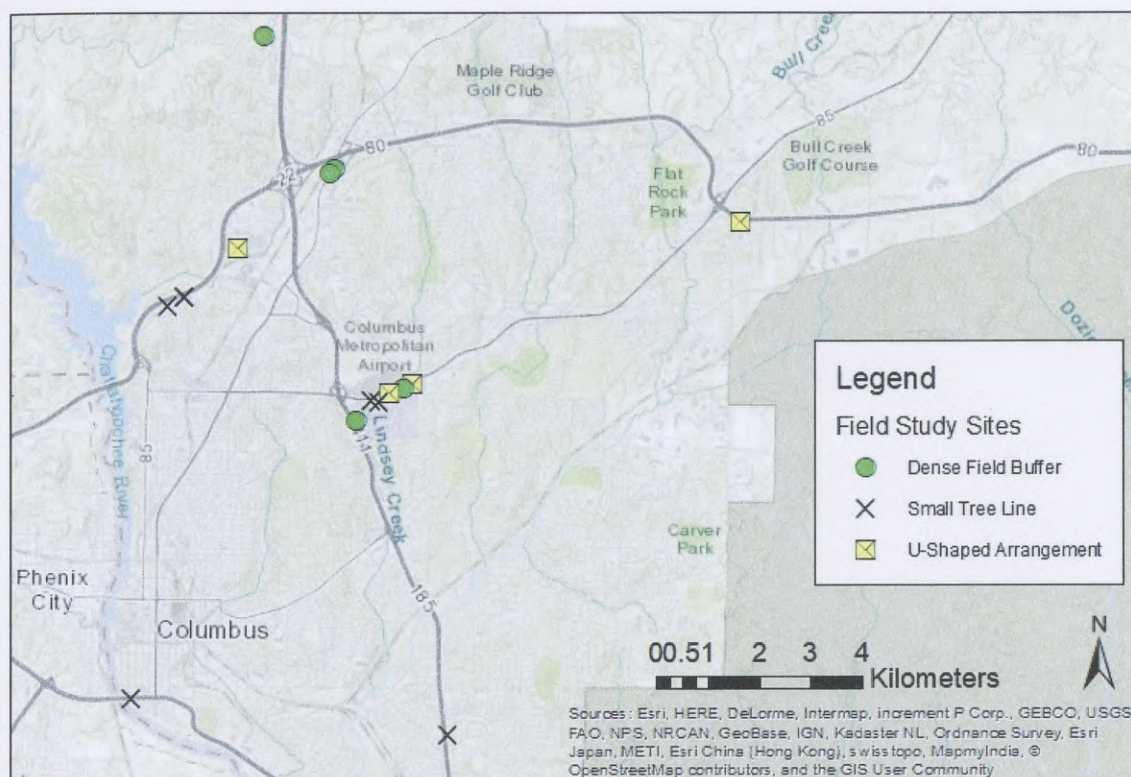 Maple Ridge
Golf Club
Bull Cree
80
85
Bull Creek
Golf Course
80
22
Flat
Rock
Park
Columbus
Metropolitan
Airport
Chattahoochee River
85
Lindsey Creek
Legend
Field Study Sites
Dense Field Buffer
Small Tree Line
U-Shaped Arrangement
Carver
Park
185
Phenix
City
Columbus
N
00.51 2 3 4
Kilometers
Sources: Esri, HERE, DeLorme, Intermap, increment P Corp., GEBCO, USGS,
FAO, NPS, NRCAN, GeoBase, IGN, Kadaster NL, Ordnance Survey, Esri
Japan, METI, Esri China (Hong Kong), swisstopo, MapmyIndia, ©
OpenStreetMap contributors, and the GIS User Community